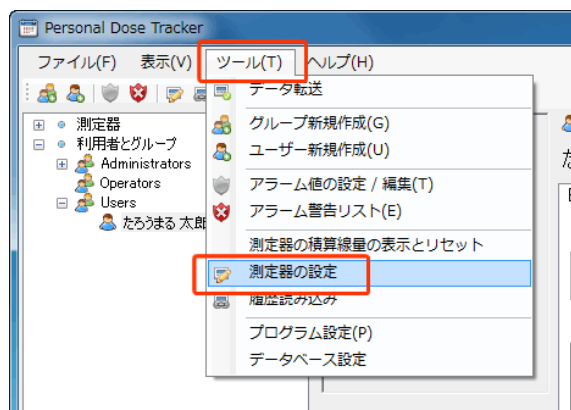 Personal Dose Tracker
ファイル(F) 表示(V) ツール(T) ヘルプ(H)
測定器
利用者とグループ
Administrators
Operators
Users
たろうまる 太郎
データ転送
グループ新規作成(G)
ユーザー新規作成(U)
アラーム値の設定 / 編集(T)
アラーム警告リスト(E)
測定器の積算線量の表示とリセット
測定器の設定
履歴読み込み
プログラム設定(P)
データベース設定